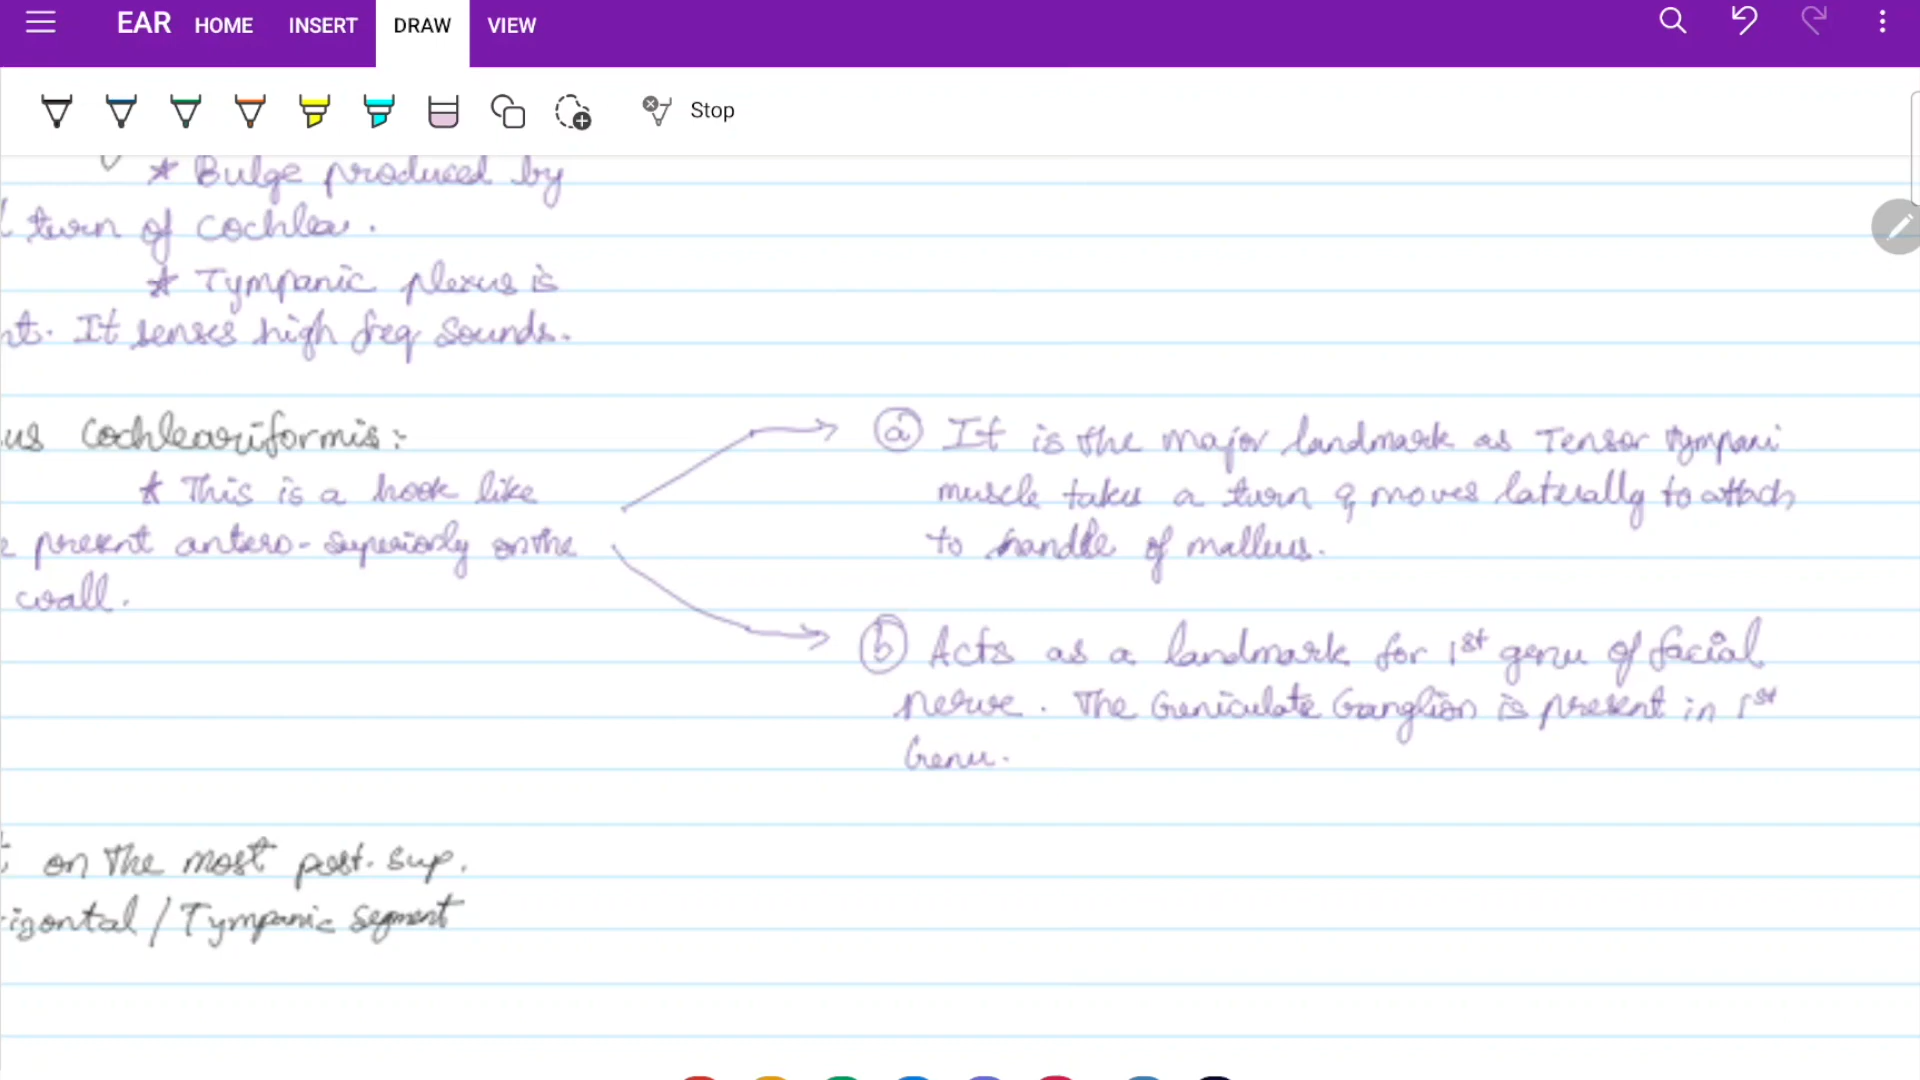 EAR HOME INSERT DRAW VIEW
Stop
* Bulge produced by
turn of cochlea.
* Tympanic plexus is
nt. It senses high freq sounds.
us Cochleariformis:-
* This is a hook like
e present antero-superiorly on the
wall.
(a) It is the major landmark as Tensor tympani
muscle takes a turn & moves laterally to attach
to handle of malleus.
(b) Acts as a landmark for 1st genu of facial
nerve. The Geniculate Ganglion is present in 1st
Genu.
on the most post. sup.
rizontal / Tympanic segment